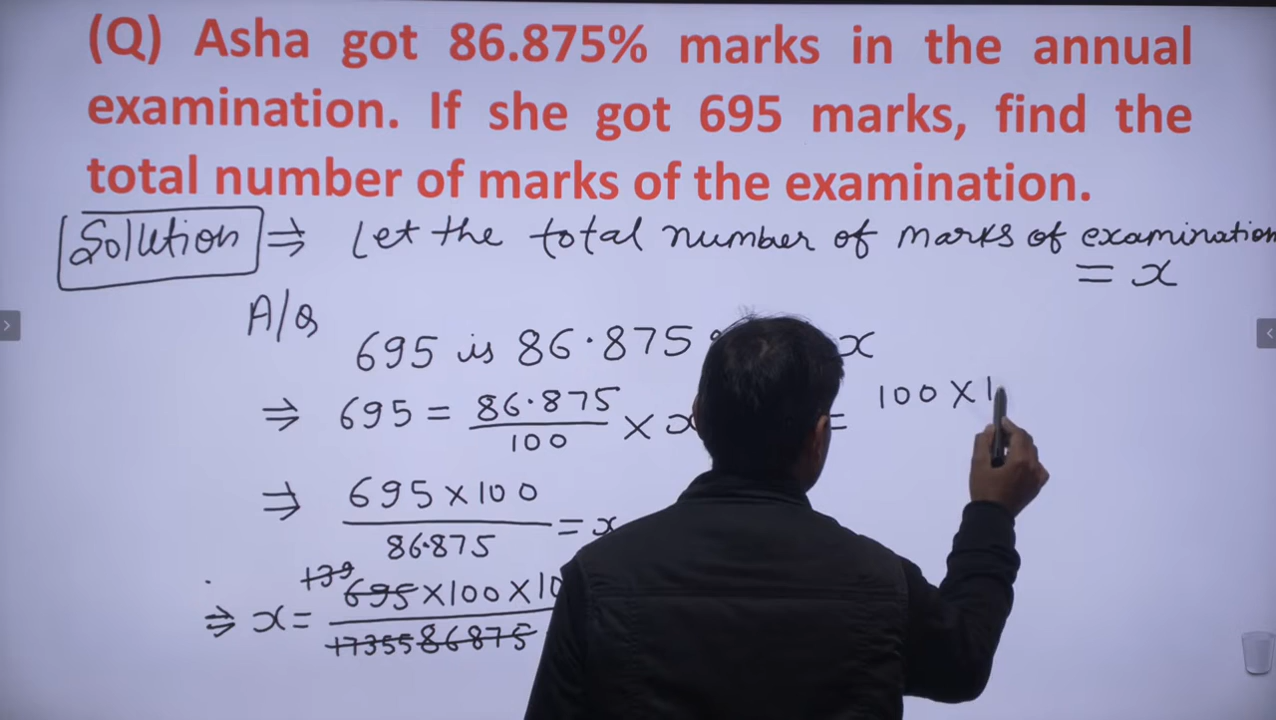 (Q) Asha got 86.875% marks in the annual
examination. If she got 695 marks, find the
total number of marks of the examination.
Solution ⇒ Let the total number of marks of examination
= x
A/Q
695 is 86.875 x
⇒ 695 = 86.875/100 × x
= 100 × 1
⇒ 695 × 100 / 86.875 = x
139
⇒ x = 695 × 100 × 10
17355 86875